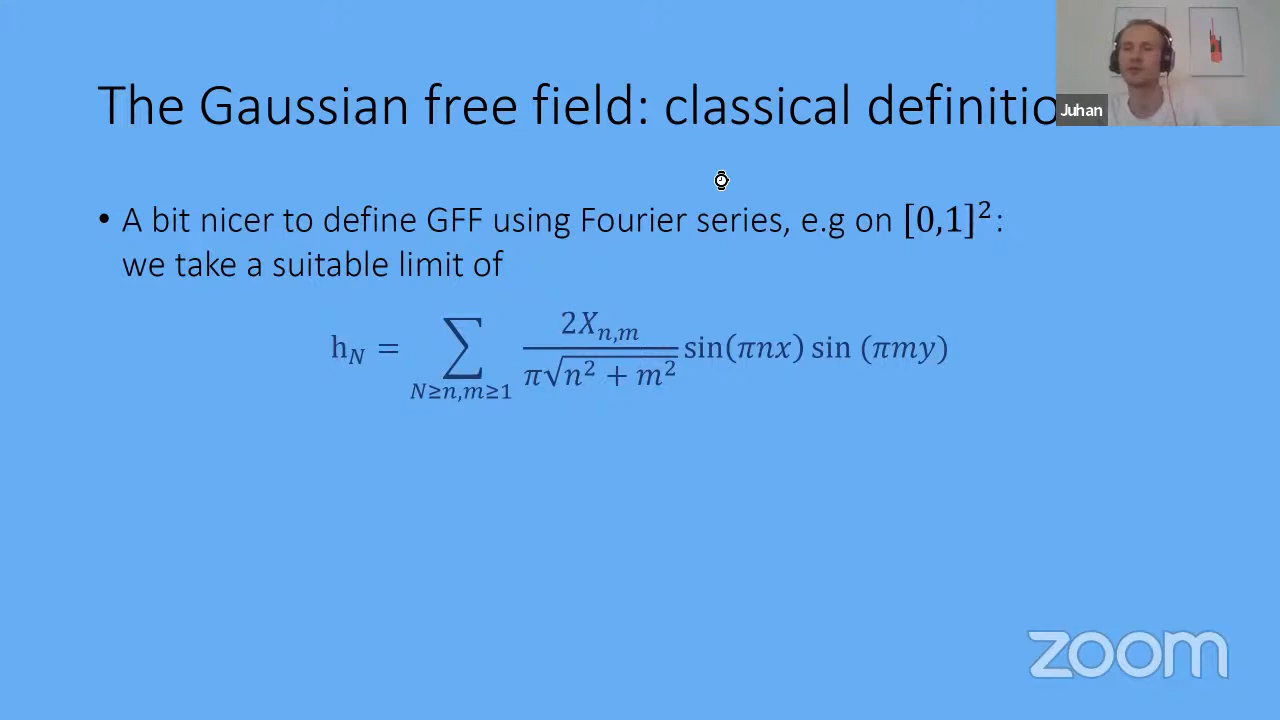 The Gaussian free field: classical definitio
Juhan
• A bit nicer to define GFF using Fourier series, e.g on [0,1]²:
we take a suitable limit of
h_N = ∑_{N≥n,m≥1} 2X_{n,m} / (π√(n² + m²)) sin(πnx) sin (πmy)
zoom